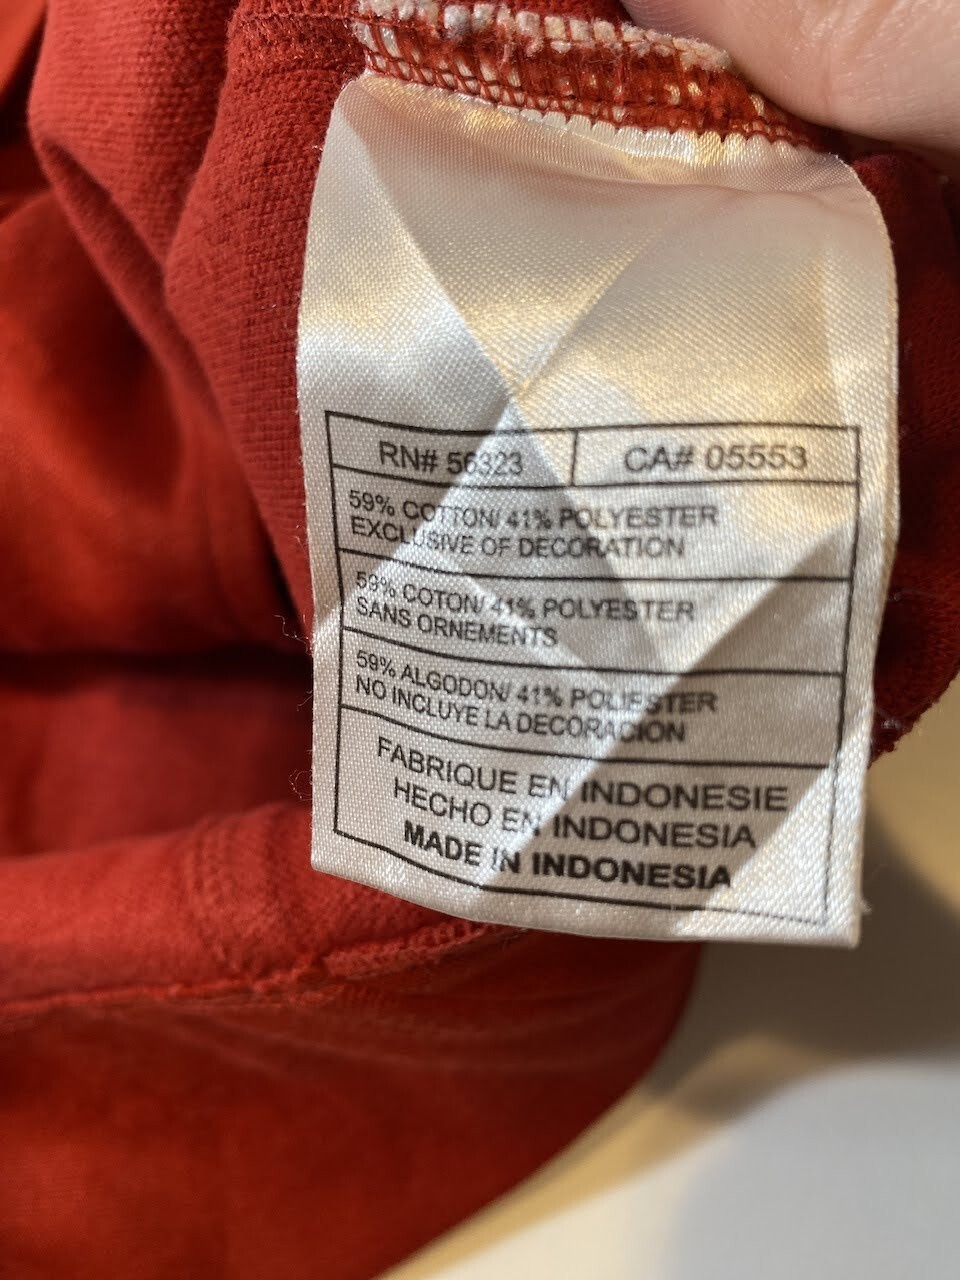 RN# 56323 CA# 05553
59% COTTON/ 41% POLYESTER
EXCLUSIVE OF DECORATION
59% COTON/ 41% POLYESTER
SANS ORNEMENTS
59% ALGODON/ 41% POLIESTER
NO INCLUYE LA DECORACION
FABRIQUE EN INDONESIE
HECHO EN INDONESIA
MADE IN INDONESIA